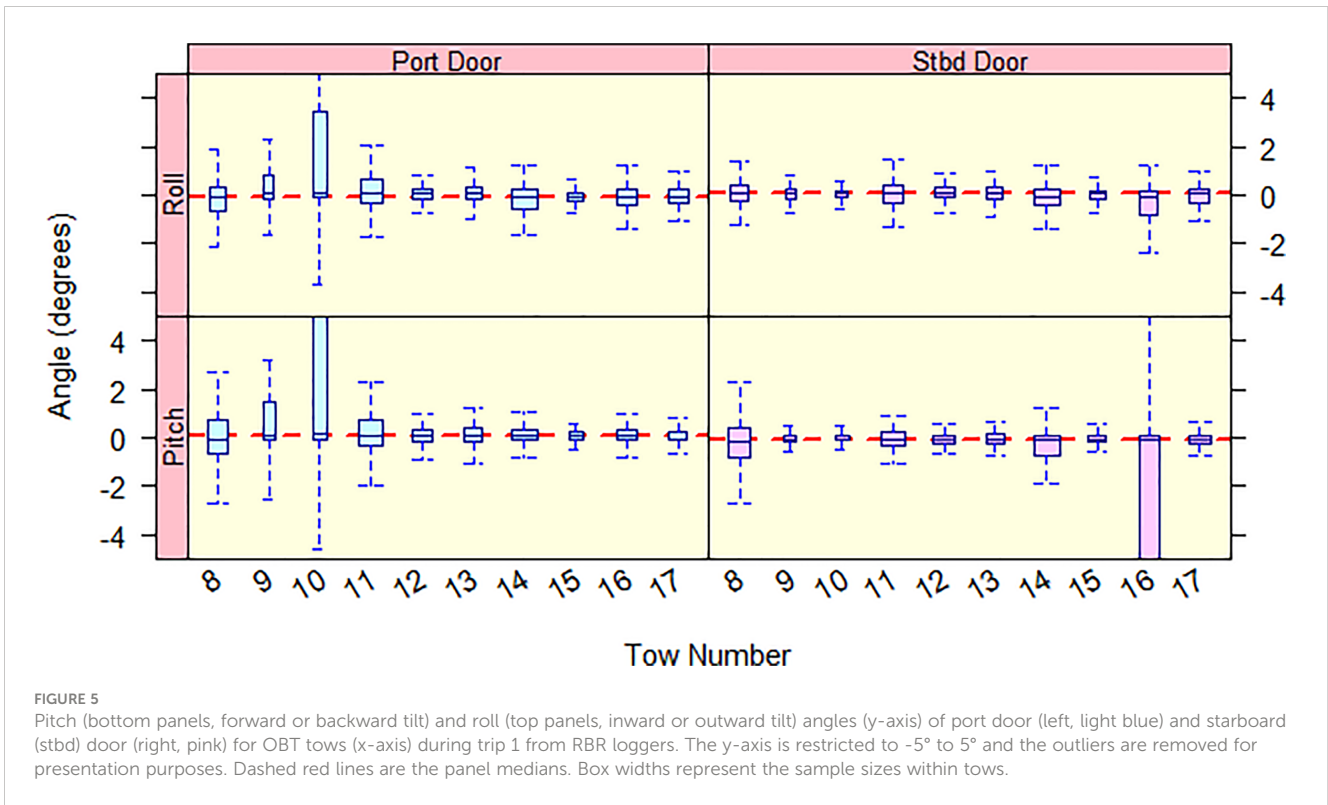 Port Door
Stbd Door
Roll
4
2
0
-2
-4
Pitch
4
2
0
-2
-4
Angle (degrees)
8 9 10 11 12 13 14 15 16 17
8 9 10 11 12 13 14 15 16 17
Tow Number
FIGURE 5
Pitch (bottom panels, forward or backward tilt) and roll (top panels, inward or outward tilt) angles (y-axis) of port door (left, light blue) and starboard
(stbd) door (right, pink) for OBT tows (x-axis) during trip 1 from RBR loggers. The y-axis is restricted to -5° to 5° and the outliers are removed for
presentation purposes. Dashed red lines are the panel medians. Box widths represent the sample sizes within tows.